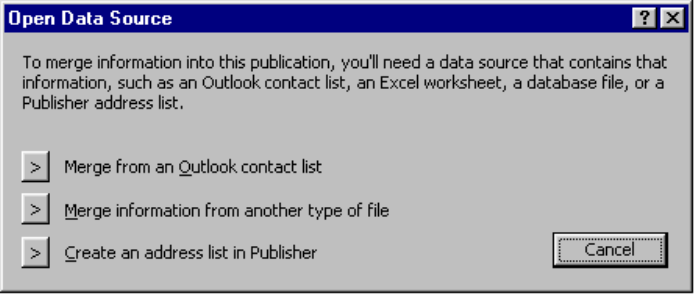 Open Data Source
? X
To merge information into this publication, you'll need a data source that contains that
information, such as an Outlook contact list, an Excel worksheet, a database file, or a
Publisher address list.
> Merge from an Outlook contact list
> Merge information from another type of file
> Create an address list in Publisher
Cancel